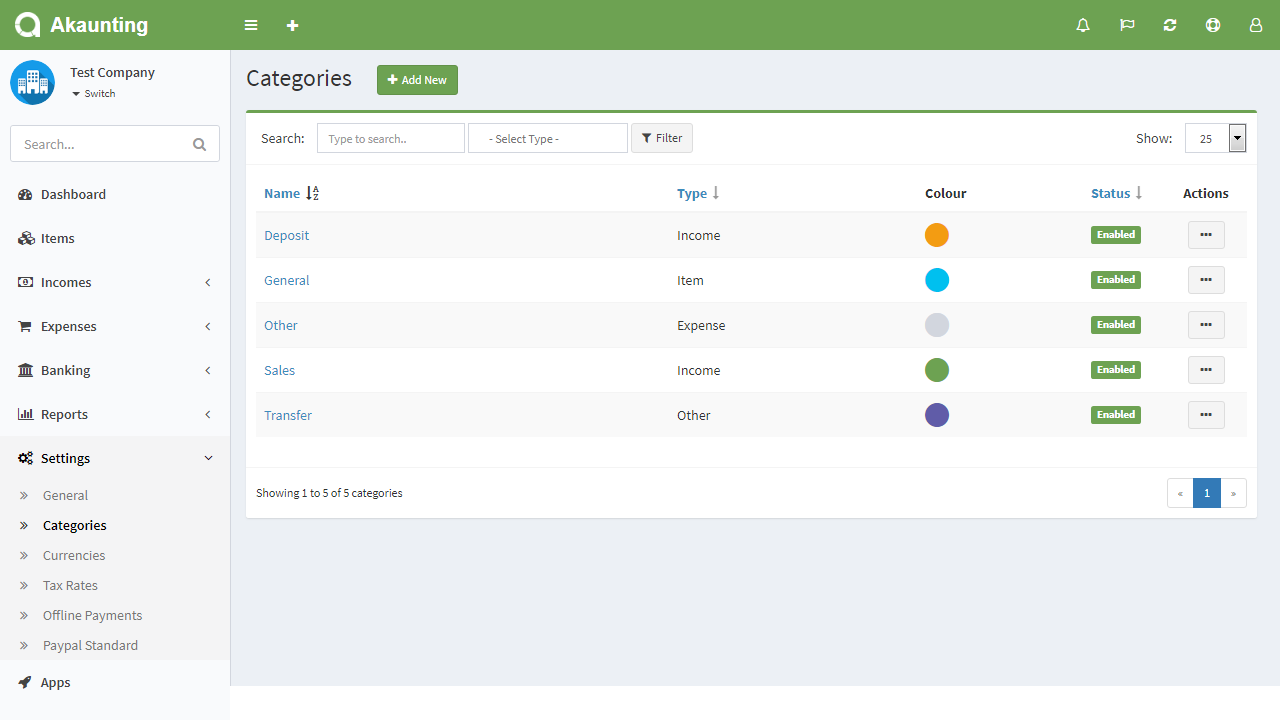 Akaunting
Test Company
Switch
Search...
Dashboard
Items
Incomes
Expenses
Banking
Reports
Settings
General
Categories
Currencies
Tax Rates
Offline Payments
Paypal Standard
Apps
Categories Add New
Search: Type to search.. - Select Type - Filter Show: 25
Name Type Colour Status Actions
Deposit Income Enabled
General Item Enabled
Other Expense Enabled
Sales Income Enabled
Transfer Other Enabled
Showing 1 to 5 of 5 categories « 1 »